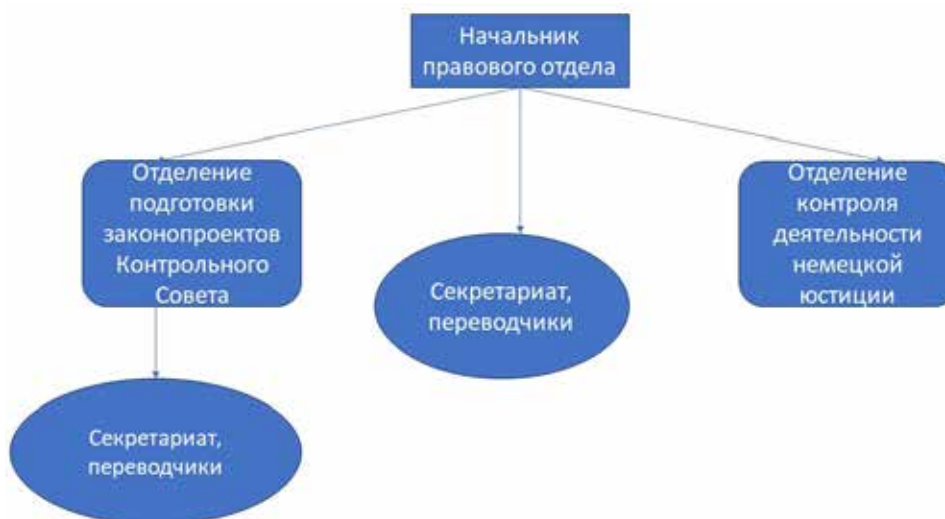 Начальник
правового отдела
Отделение
подготовки
законопроектов
Контрольного
Совета
Секретариат,
переводчики
Отделение
контроля
деятельности
немецкой
юстиции
Секретариат,
переводчики